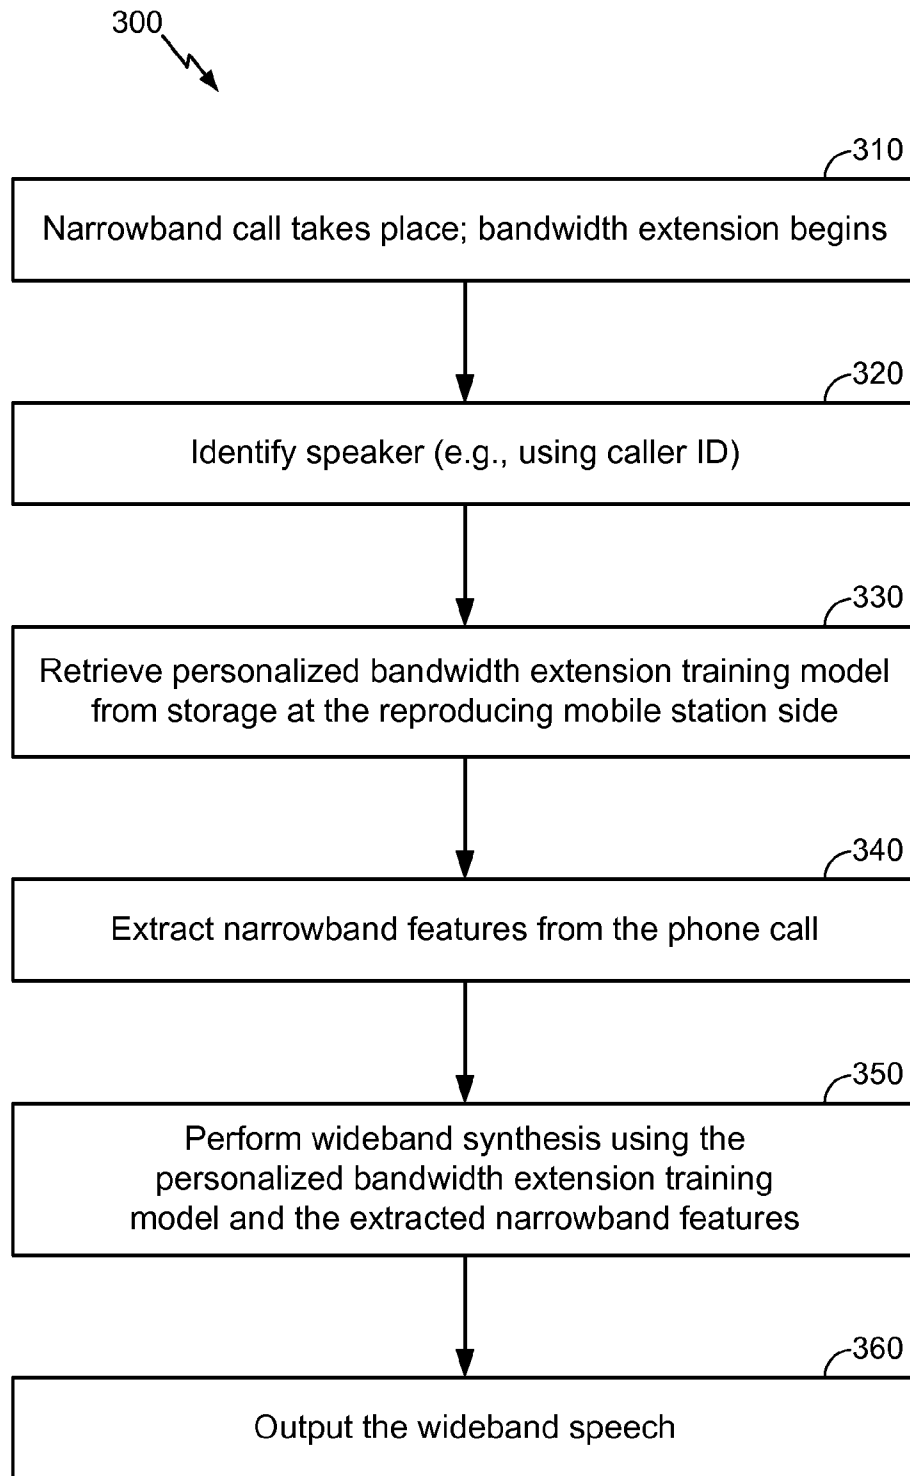 300
310
Narrowband call takes place; bandwidth extension begins
320
Identify speaker (e.g., using caller ID)
330
Retrieve personalized bandwidth extension training model
from storage at the reproducing mobile station side
340
Extract narrowband features from the phone call
350
Perform wideband synthesis using the
personalized bandwidth extension training
model and the extracted narrowband features
360
Output the wideband speech